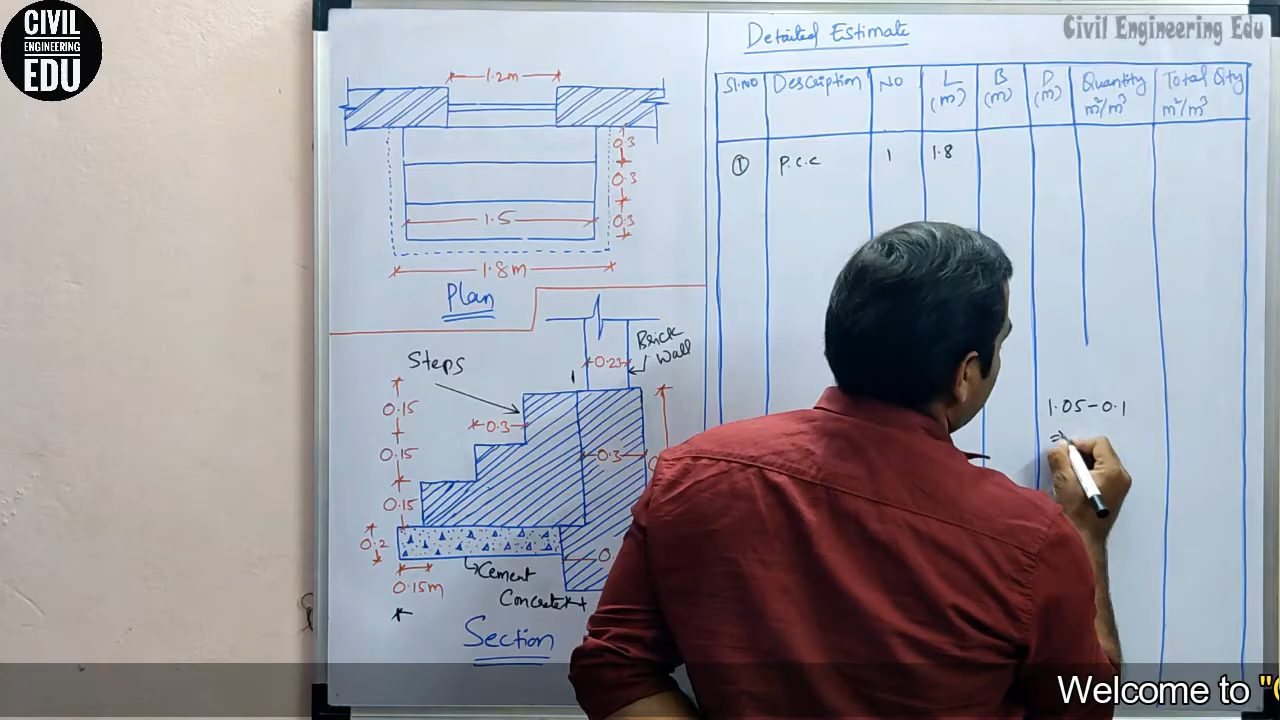 CIVIL
ENGINEERING
EDU
Civil Engineering Edu
Detailed Estimate
Sl.No Description No L (m) B (m) D (m) Quantity m²/m³ Total Qty m²/m³
① P.C.C 1 1.8
1.05-0.1
=
1.2m
0.3
0.3
0.3
1.5
1.8m
Plan
Steps
Brick
Wall
0.23
0.15
0.15
0.15
0.3
0.3
0.2
0.15m
Cement
Concrete
Section
Welcome to "